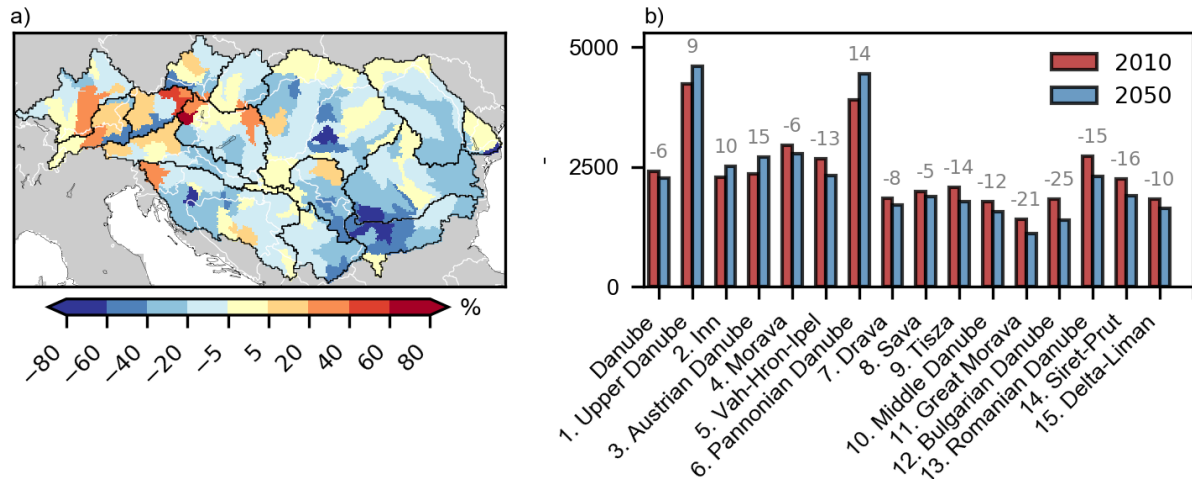 a)
−80
−60
−40
−20
−5
5
20
40
60
80
%
b)
5000
2500
0
-
2010
2050
-6
9
10
15
-6
-13
14
-8
-5
-14
-12
-21
-25
-15
-16
-10
Danube
1. Upper Danube
2. Inn
3. Austrian Danube
4. Morava
5. Vah-Hron-Ipel
6. Pannonian Danube
7. Drava
8. Sava
9. Tisza
10. Middle Danube
11. Great Morava
12. Bulgarian Danube
13. Romanian Danube
14. Siret-Prut
15. Delta-Liman